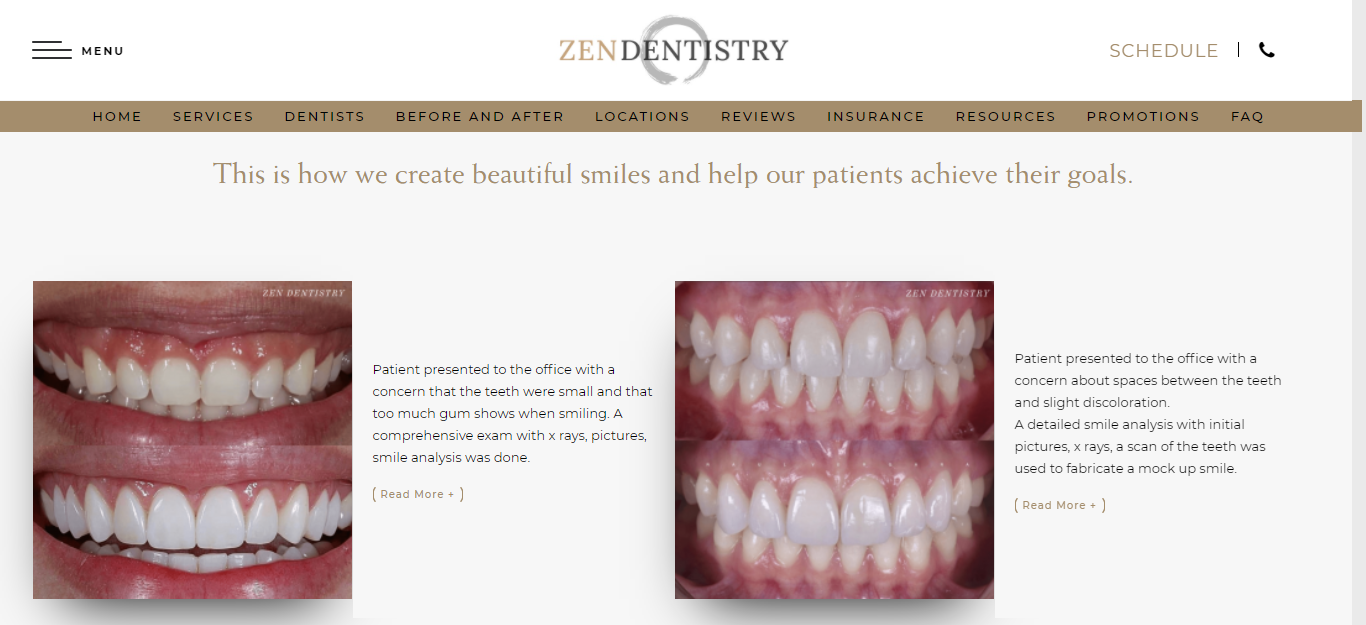 MENU
ZENDENTISTRY
SCHEDULE
HOME SERVICES DENTISTS BEFORE AND AFTER LOCATIONS REVIEWS INSURANCE RESOURCES PROMOTIONS FAQ
This is how we create beautiful smiles and help our patients achieve their goals.
ZEN DENTISTRY
Patient presented to the office with a
concern that the teeth were small and that
too much gum shows when smiling. A
comprehensive exam with x rays, pictures,
smile analysis was done.
( Read More + )
ZEN DENTISTRY
Patient presented to the office with a
concern about spaces between the teeth
and slight discoloration.
A detailed smile analysis with initial
pictures, x rays, a scan of the teeth was
used to fabricate a mock up smile.
( Read More + )